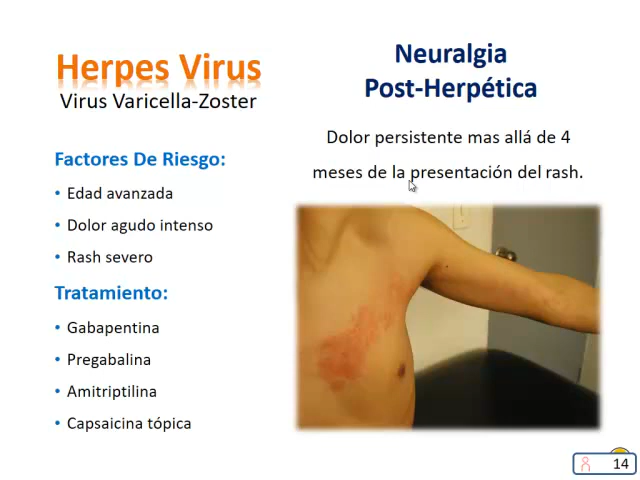 Herpes Virus
Virus Varicella-Zoster
Factores De Riesgo:
• Edad avanzada
• Dolor agudo intenso
• Rash severo
Tratamiento:
• Gabapentina
• Pregabalina
• Amitriptilina
• Capsaicina tópica
Neuralgia
Post-Herpética
Dolor persistente mas allá de 4
meses de la presentación del rash.
14